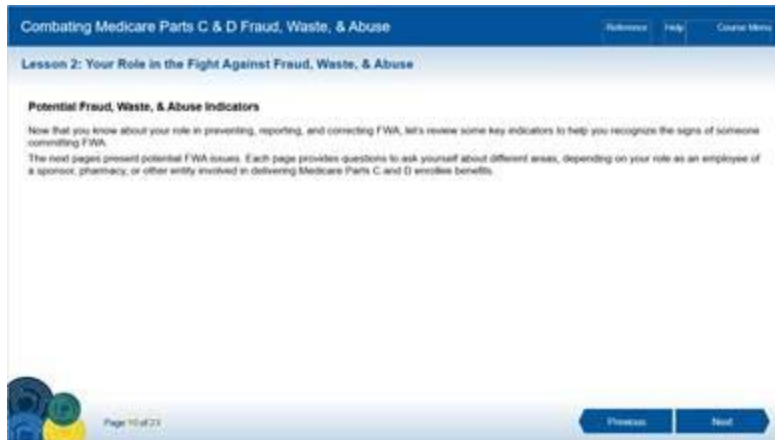 Combating Medicare Parts C & D Fraud, Waste, & Abuse
Reference
Help
Course Menu
Lesson 2: Your Role in the Fight Against Fraud, Waste, & Abuse
Potential Fraud, Waste, & Abuse Indicators
Now that you know about your role in preventing, reporting, and correcting FWA, let's review some key indicators to help you recognize the signs of someone
committing FWA.
The next pages present potential FWA issues. Each page provides questions to ask yourself about different areas, depending on your role as an employee of
a sponsor, pharmacy, or other entity involved in delivering Medicare Parts C and D enrollee benefits.
Page 10 of 23
Previous
Next